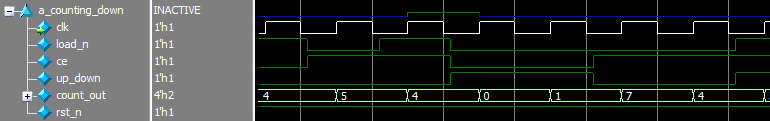 a_counting_down INACTIVE
clk 1'h1
load_n 1'h1
ce 1'h1
up_down 1'h1
count_out 4'h2 4 5 4 0 1 7 4
rst_n 1'h1